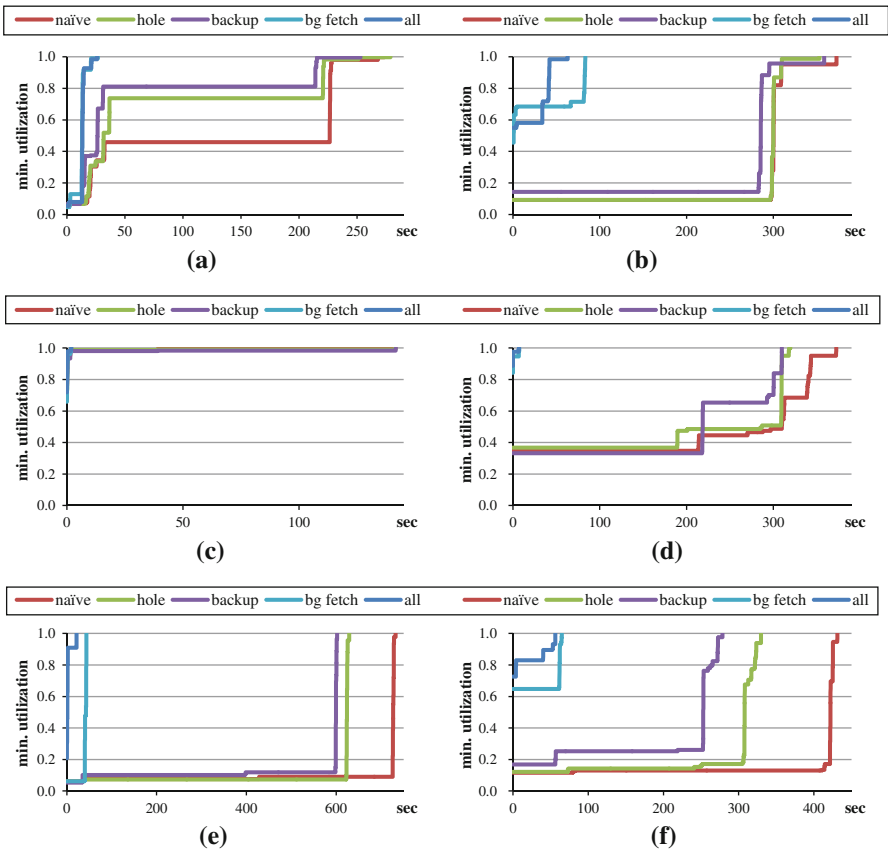 naïve hole backup bg fetch all
naïve hole backup bg fetch all
min. utilization
1.0
0.8
0.6
0.4
0.2
0.0
0 50 100 150 200 250 sec
(a)
min. utilization
1.0
0.8
0.6
0.4
0.2
0.0
0 100 200 300 sec
(b)
naïve hole backup bg fetch all
naïve hole backup bg fetch all
min. utilization
1.0
0.8
0.6
0.4
0.2
0.0
0 50 100 sec
(c)
min. utilization
1.0
0.8
0.6
0.4
0.2
0.0
0 100 200 300 sec
(d)
naïve hole backup bg fetch all
naïve hole backup bg fetch all
min. utilization
1.0
0.8
0.6
0.4
0.2
0.0
0 200 400 600 sec
(e)
min. utilization
1.0
0.8
0.6
0.4
0.2
0.0
0 100 200 300 400 sec
(f)